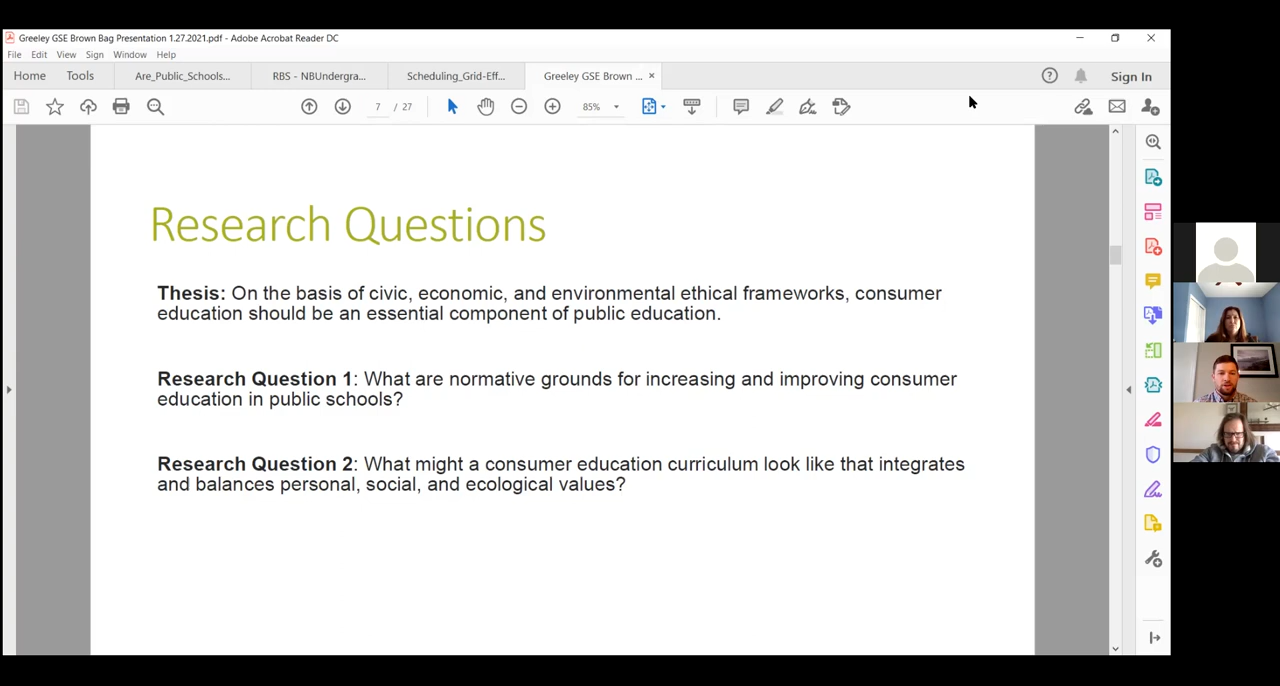 Greeley GSE Brown Bag Presentation 1.27.2021.pdf - Adobe Acrobat Reader DC
File Edit View Sign Window Help
Home Tools Are_Public_Schools... RBS - NBUndergra... Scheduling_Grid-Eff... Greeley GSE Brown ... × Sign In
7 / 27 85%
Research Questions
Thesis: On the basis of civic, economic, and environmental ethical frameworks, consumer
education should be an essential component of public education.
Research Question 1: What are normative grounds for increasing and improving consumer
education in public schools?
Research Question 2: What might a consumer education curriculum look like that integrates
and balances personal, social, and ecological values?